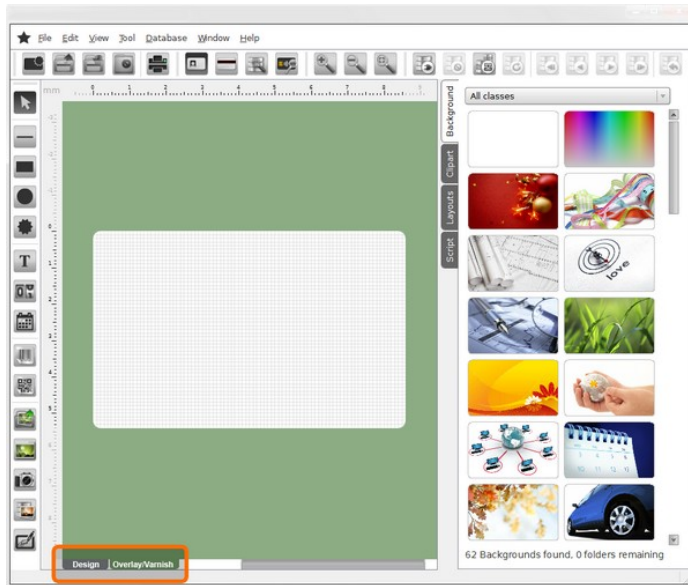 File Edit View Tool Database Window Help
mm
All classes
Background
Clipart
Layouts
Script
love
T
Design
Overlay/Varnish
62 Backgrounds found, 0 folders remaining